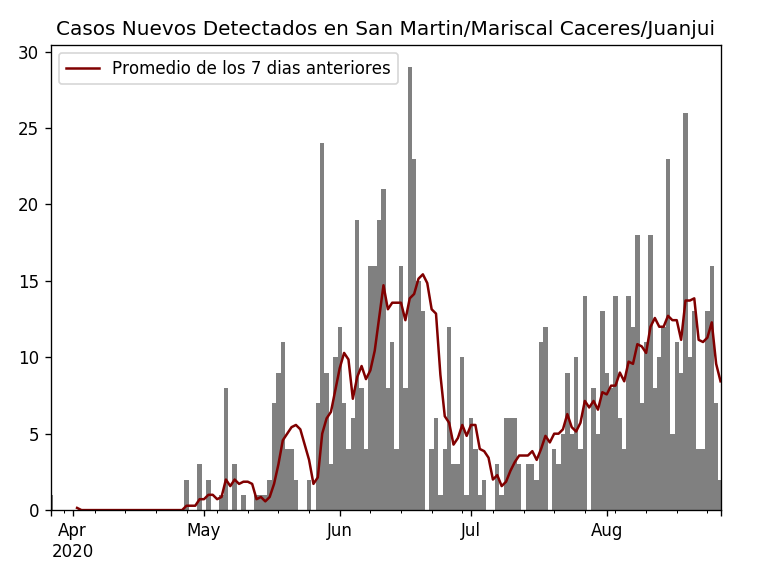 Casos Nuevos Detectados en San Martin/Mariscal Caceres/Juanjui
Promedio de los 7 dias anteriores
30
25
20
15
10
5
0
Apr May Jun Jul Aug
2020